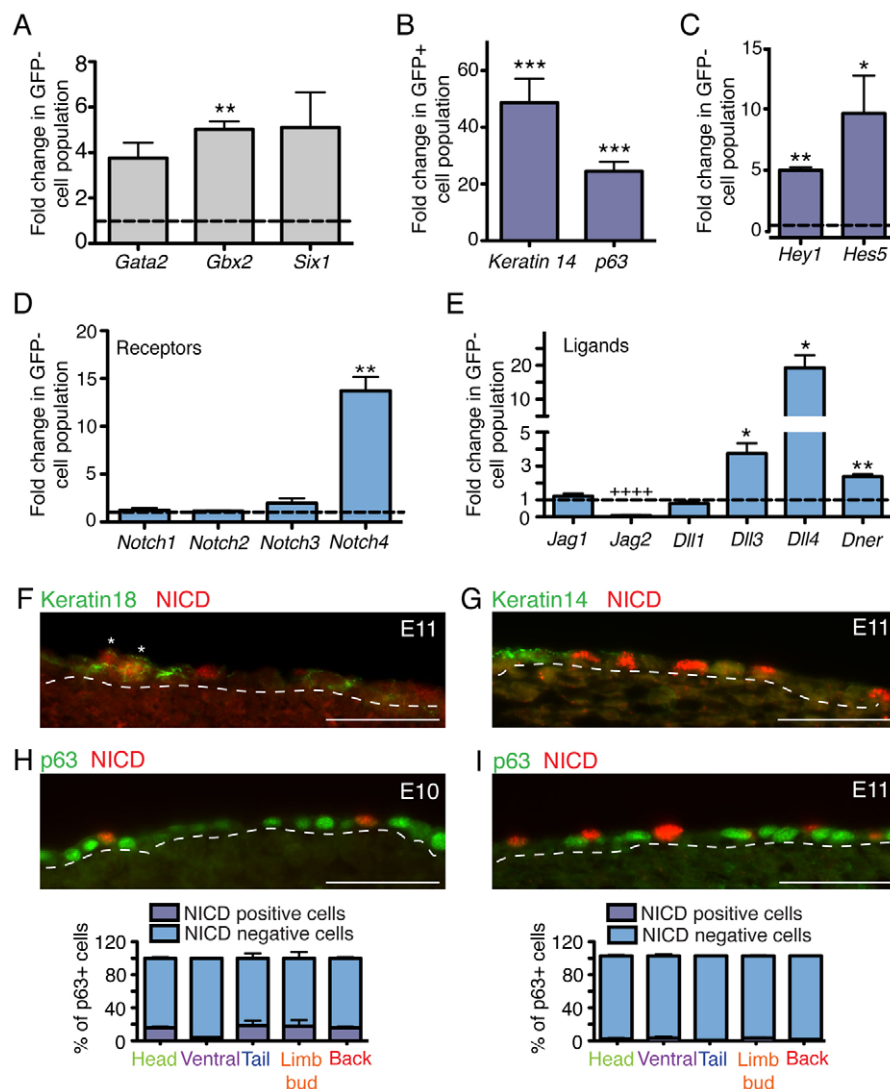 A
Fold change in GFP-
cell population
8
6
4
2
0
**
Gata2 Gbx2 Six1
B
Fold change in GFP+
cell population
60
40
20
0
***
***
Keratin 14 p63
C
Fold change in GFP-
cell population
15
10
5
0
**
*
Hey1 Hes5
D
Fold change in GFP-
cell population
20
15
10
5
0
Receptors
**
Notch1 Notch2 Notch3 Notch4
E
Fold change in GFP-
cell population
20
10
5
3
2
1
0
Ligands
++++
*
*
**
Jag1 Jag2 Dll1 Dll3 Dll4 Dner
F Keratin18 NICD
* *
E11
G Keratin14 NICD
E11
H p63 NICD
E10
I p63 NICD
E11
NICD positive cells
NICD negative cells
% of p63+ cells
120
80
40
0
Head Ventral Tail Limb bud Back
NICD positive cells
NICD negative cells
% of p63+ cells
120
80
40
0
Head Ventral Tail Limb bud Back